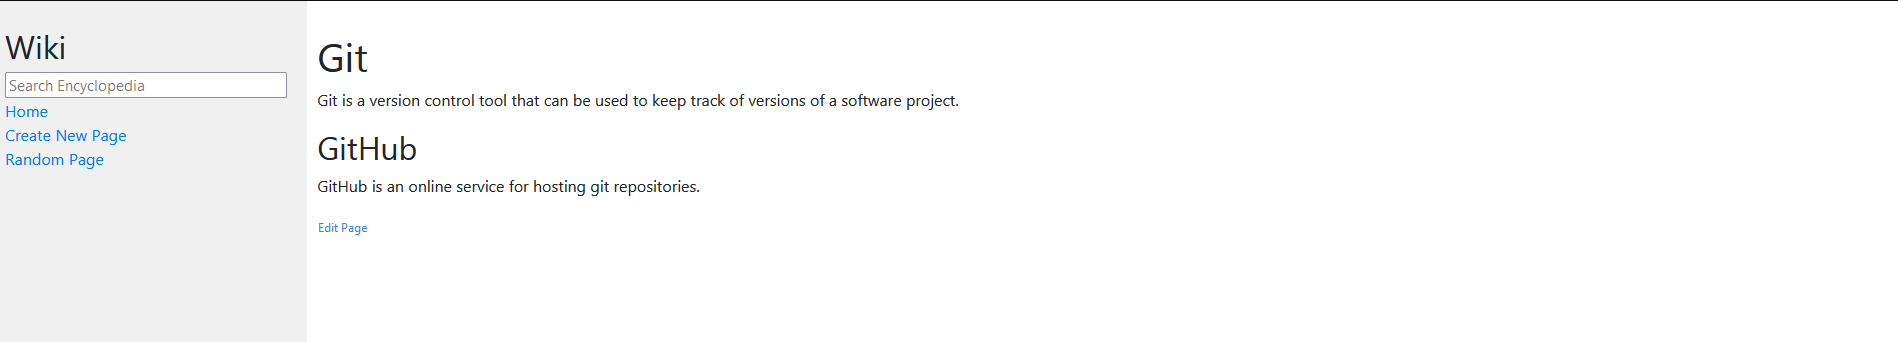 Wiki
Search Encyclopedia
Home
Create New Page
Random Page
Git
Git is a version control tool that can be used to keep track of versions of a software project.
GitHub
GitHub is an online service for hosting git repositories.
Edit Page